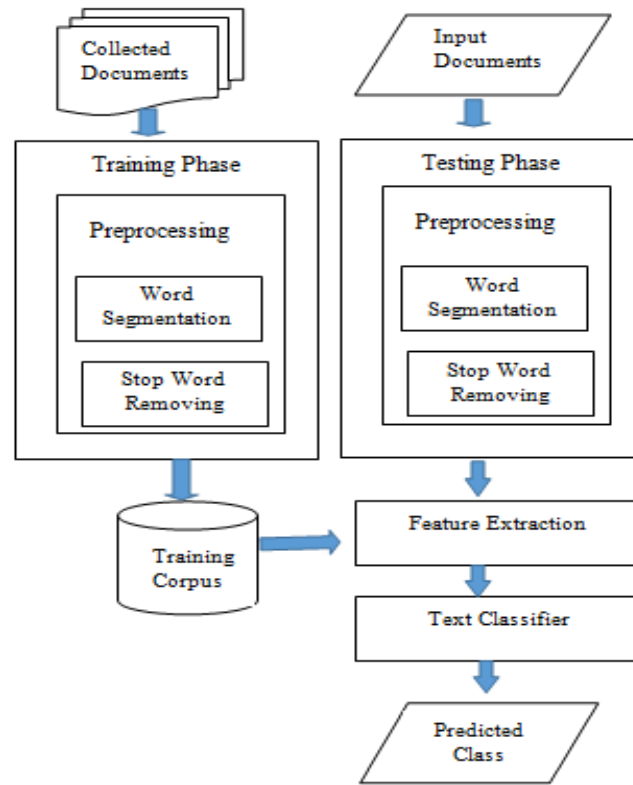 Collected
Documents
Training Phase
Preprocessing
Word
Segmentation
Stop Word
Removing
Training
Corpus
Input
Documents
Testing Phase
Preprocessing
Word
Segmentation
Stop Word
Removing
Feature Extraction
Text Classifier
Predicted
Class